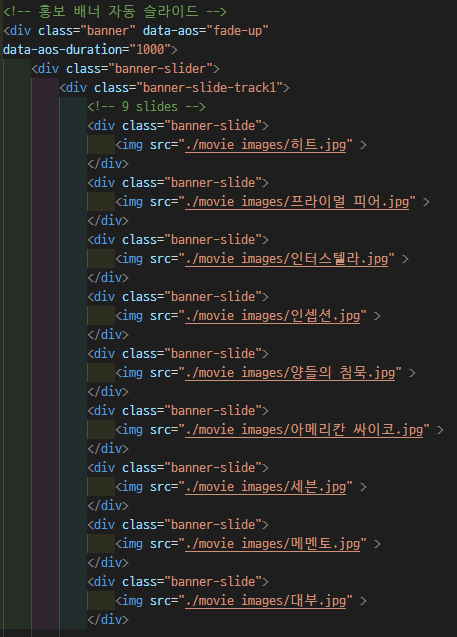 <!-- 홍보 배너 자동 슬라이드 -->
<div class="banner" data-aos="fade-up"
data-aos-duration="1000">
<div class="banner-slider">
<div class="banner-slide-track1">
<!-- 9 slides -->
<div class="banner-slide">
<img src="./movie images/히트.jpg" >
</div>
<div class="banner-slide">
<img src="./movie images/프라이멀 피어.jpg" >
</div>
<div class="banner-slide">
<img src="./movie images/인터스텔라.jpg" >
</div>
<div class="banner-slide">
<img src="./movie images/인셉션.jpg" >
</div>
<div class="banner-slide">
<img src="./movie images/양들의 침묵.jpg" >
</div>
<div class="banner-slide">
<img src="./movie images/아메리칸 싸이코.jpg" >
</div>
<div class="banner-slide">
<img src="./movie images/세븐.jpg" >
</div>
<div class="banner-slide">
<img src="./movie images/메멘토.jpg" >
</div>
<div class="banner-slide">
<img src="./movie images/대부.jpg" >
</div>